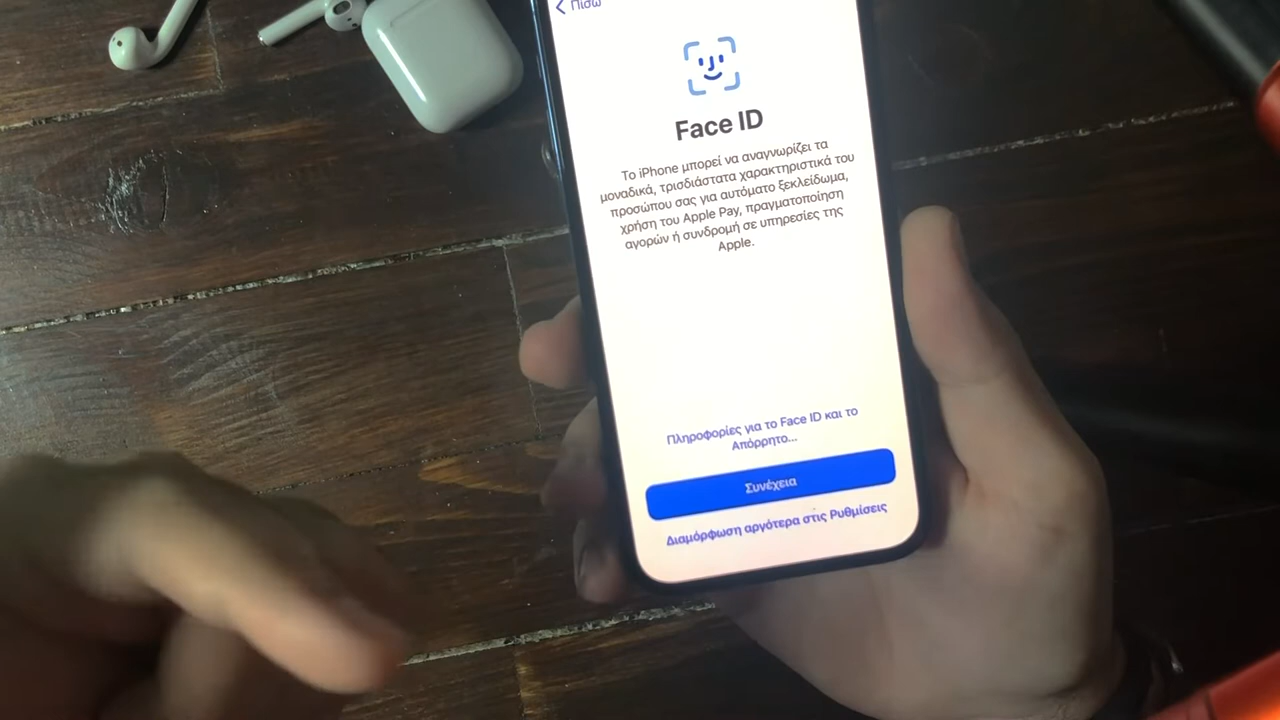 Πίσω
Face ID
Το iPhone μπορεί να αναγνωρίζει τα
μοναδικά, τρισδιάστατα χαρακτηριστικά του
προσώπου σας για αυτόματο ξεκλείδωμα,
χρήση του Apple Pay, πραγματοποίηση
αγορών ή συνδρομή σε υπηρεσίες της
Apple.
Πληροφορίες για το Face ID και το
Απόρρητο...
Συνέχεια
Διαμόρφωση αργότερα στις Ρυθμίσεις